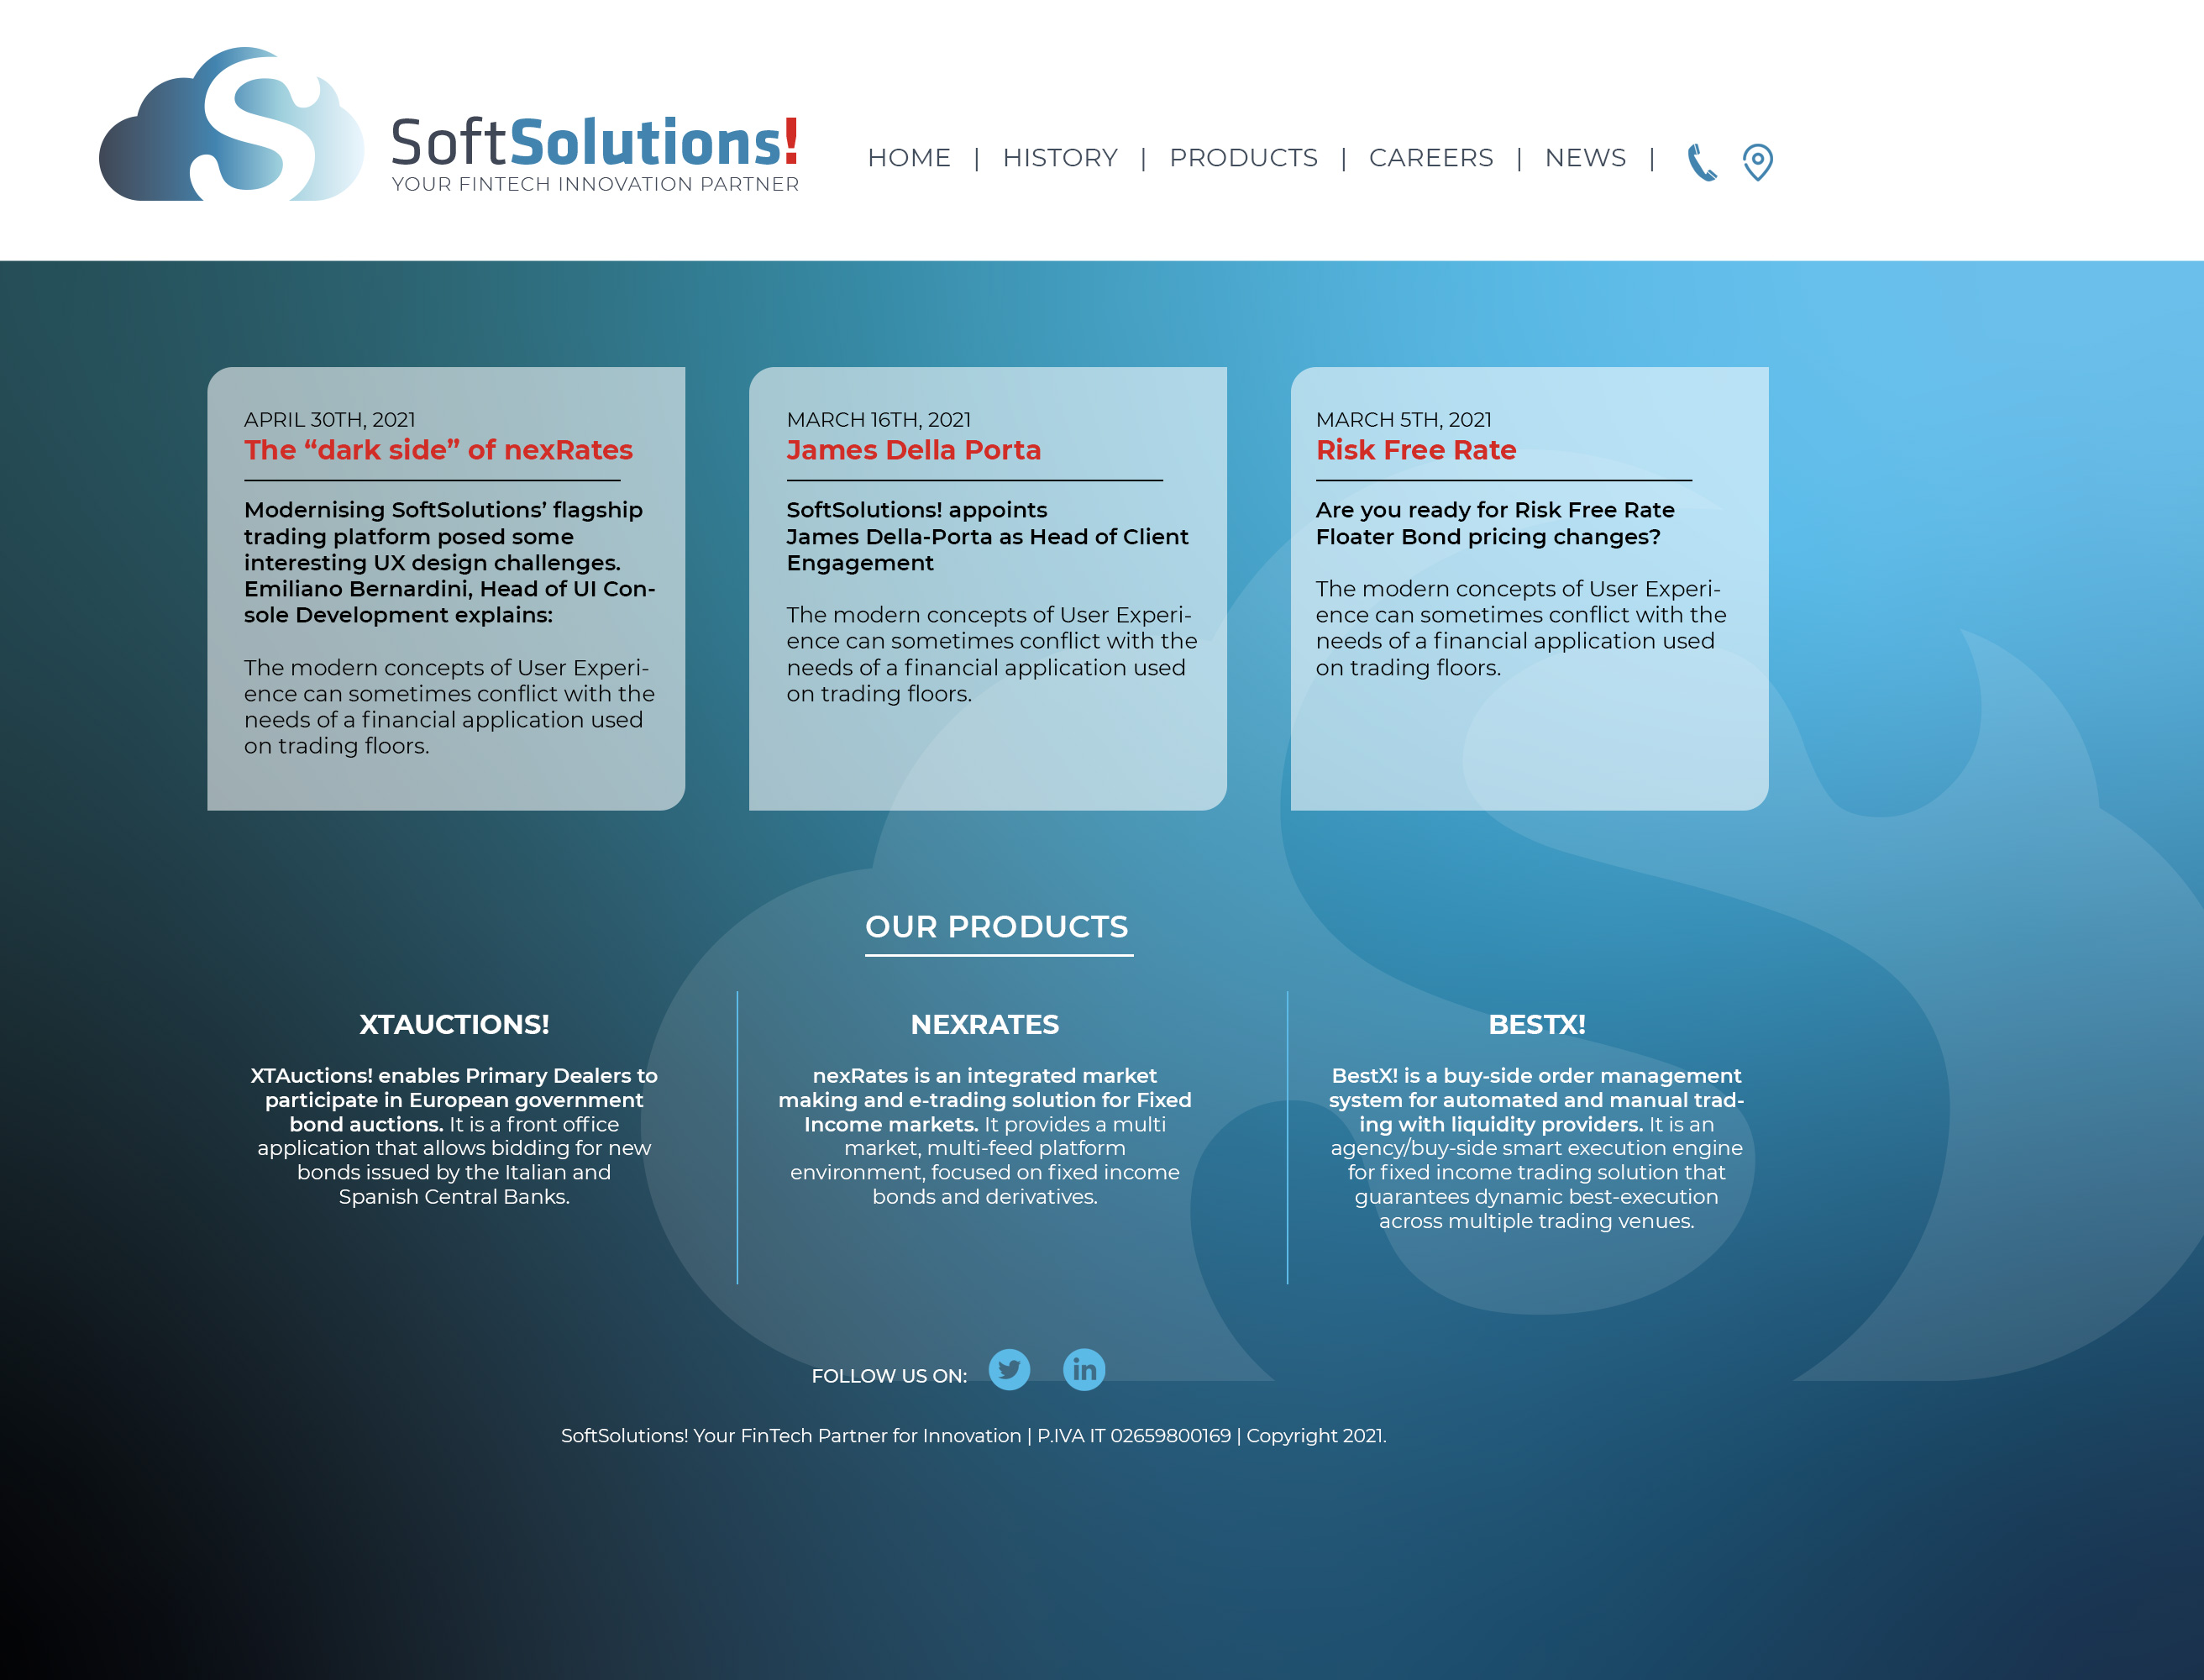 SoftSolutions!
YOUR FINTECH INNOVATION PARTNER
HOME | HISTORY | PRODUCTS | CAREERS | NEWS |
APRIL 30TH, 2021
The “dark side” of nexRates
Modernising SoftSolutions’ flagship
trading platform posed some
interesting UX design challenges.
Emiliano Bernardini, Head of UI Con-
sole Development explains:
The modern concepts of User Experi-
ence can sometimes conflict with the
needs of a financial application used
on trading floors.
MARCH 16TH, 2021
James Della Porta
SoftSolutions! appoints
James Della-Porta as Head of Client
Engagement
The modern concepts of User Experi-
ence can sometimes conflict with the
needs of a financial application used
on trading floors.
MARCH 5TH, 2021
Risk Free Rate
Are you ready for Risk Free Rate
Floater Bond pricing changes?
The modern concepts of User Experi-
ence can sometimes conflict with the
needs of a financial application used
on trading floors.
OUR PRODUCTS
XTAUCTIONS!
XTAuctions! enables Primary Dealers to
participate in European government
bond auctions. It is a front office
application that allows bidding for new
bonds issued by the Italian and
Spanish Central Banks.
NEXRATES
nexRates is an integrated market
making and e-trading solution for Fixed
Income markets. It provides a multi
market, multi-feed platform
environment, focused on fixed income
bonds and derivatives.
BESTX!
BestX! is a buy-side order management
system for automated and manual trad-
ing with liquidity providers. It is an
agency/buy-side smart execution engine
for fixed income trading solution that
guarantees dynamic best-execution
across multiple trading venues.
FOLLOW US ON: in
SoftSolutions! Your FinTech Partner for Innovation | P.IVA IT 02659800169 | Copyright 2021.